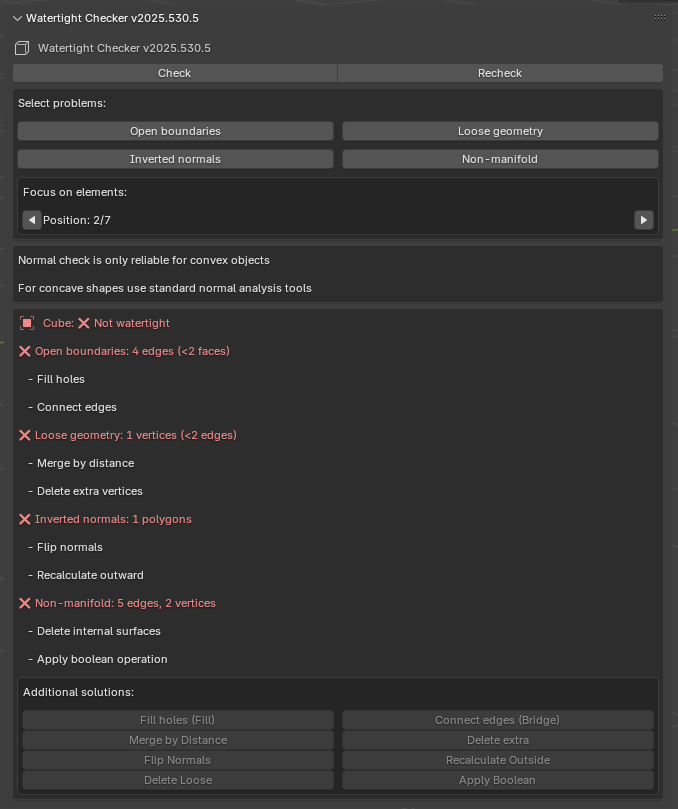 Watertight Checker v2025.530.5
Watertight Checker v2025.530.5
Check Recheck
Select problems:
Open boundaries Loose geometry
Inverted normals Non-manifold
Focus on elements:
Position: 2/7
Normal check is only reliable for convex objects
For concave shapes use standard normal analysis tools
Cube: ❌ Not watertight
❌ Open boundaries: 4 edges (<2 faces)
- Fill holes
- Connect edges
❌ Loose geometry: 1 vertices (<2 edges)
- Merge by distance
- Delete extra vertices
❌ Inverted normals: 1 polygons
- Flip normals
- Recalculate outward
❌ Non-manifold: 5 edges, 2 vertices
- Delete internal surfaces
- Apply boolean operation
Additional solutions:
Fill holes (Fill) Connect edges (Bridge)
Merge by Distance Delete extra
Flip Normals Recalculate Outside
Delete Loose Apply Boolean